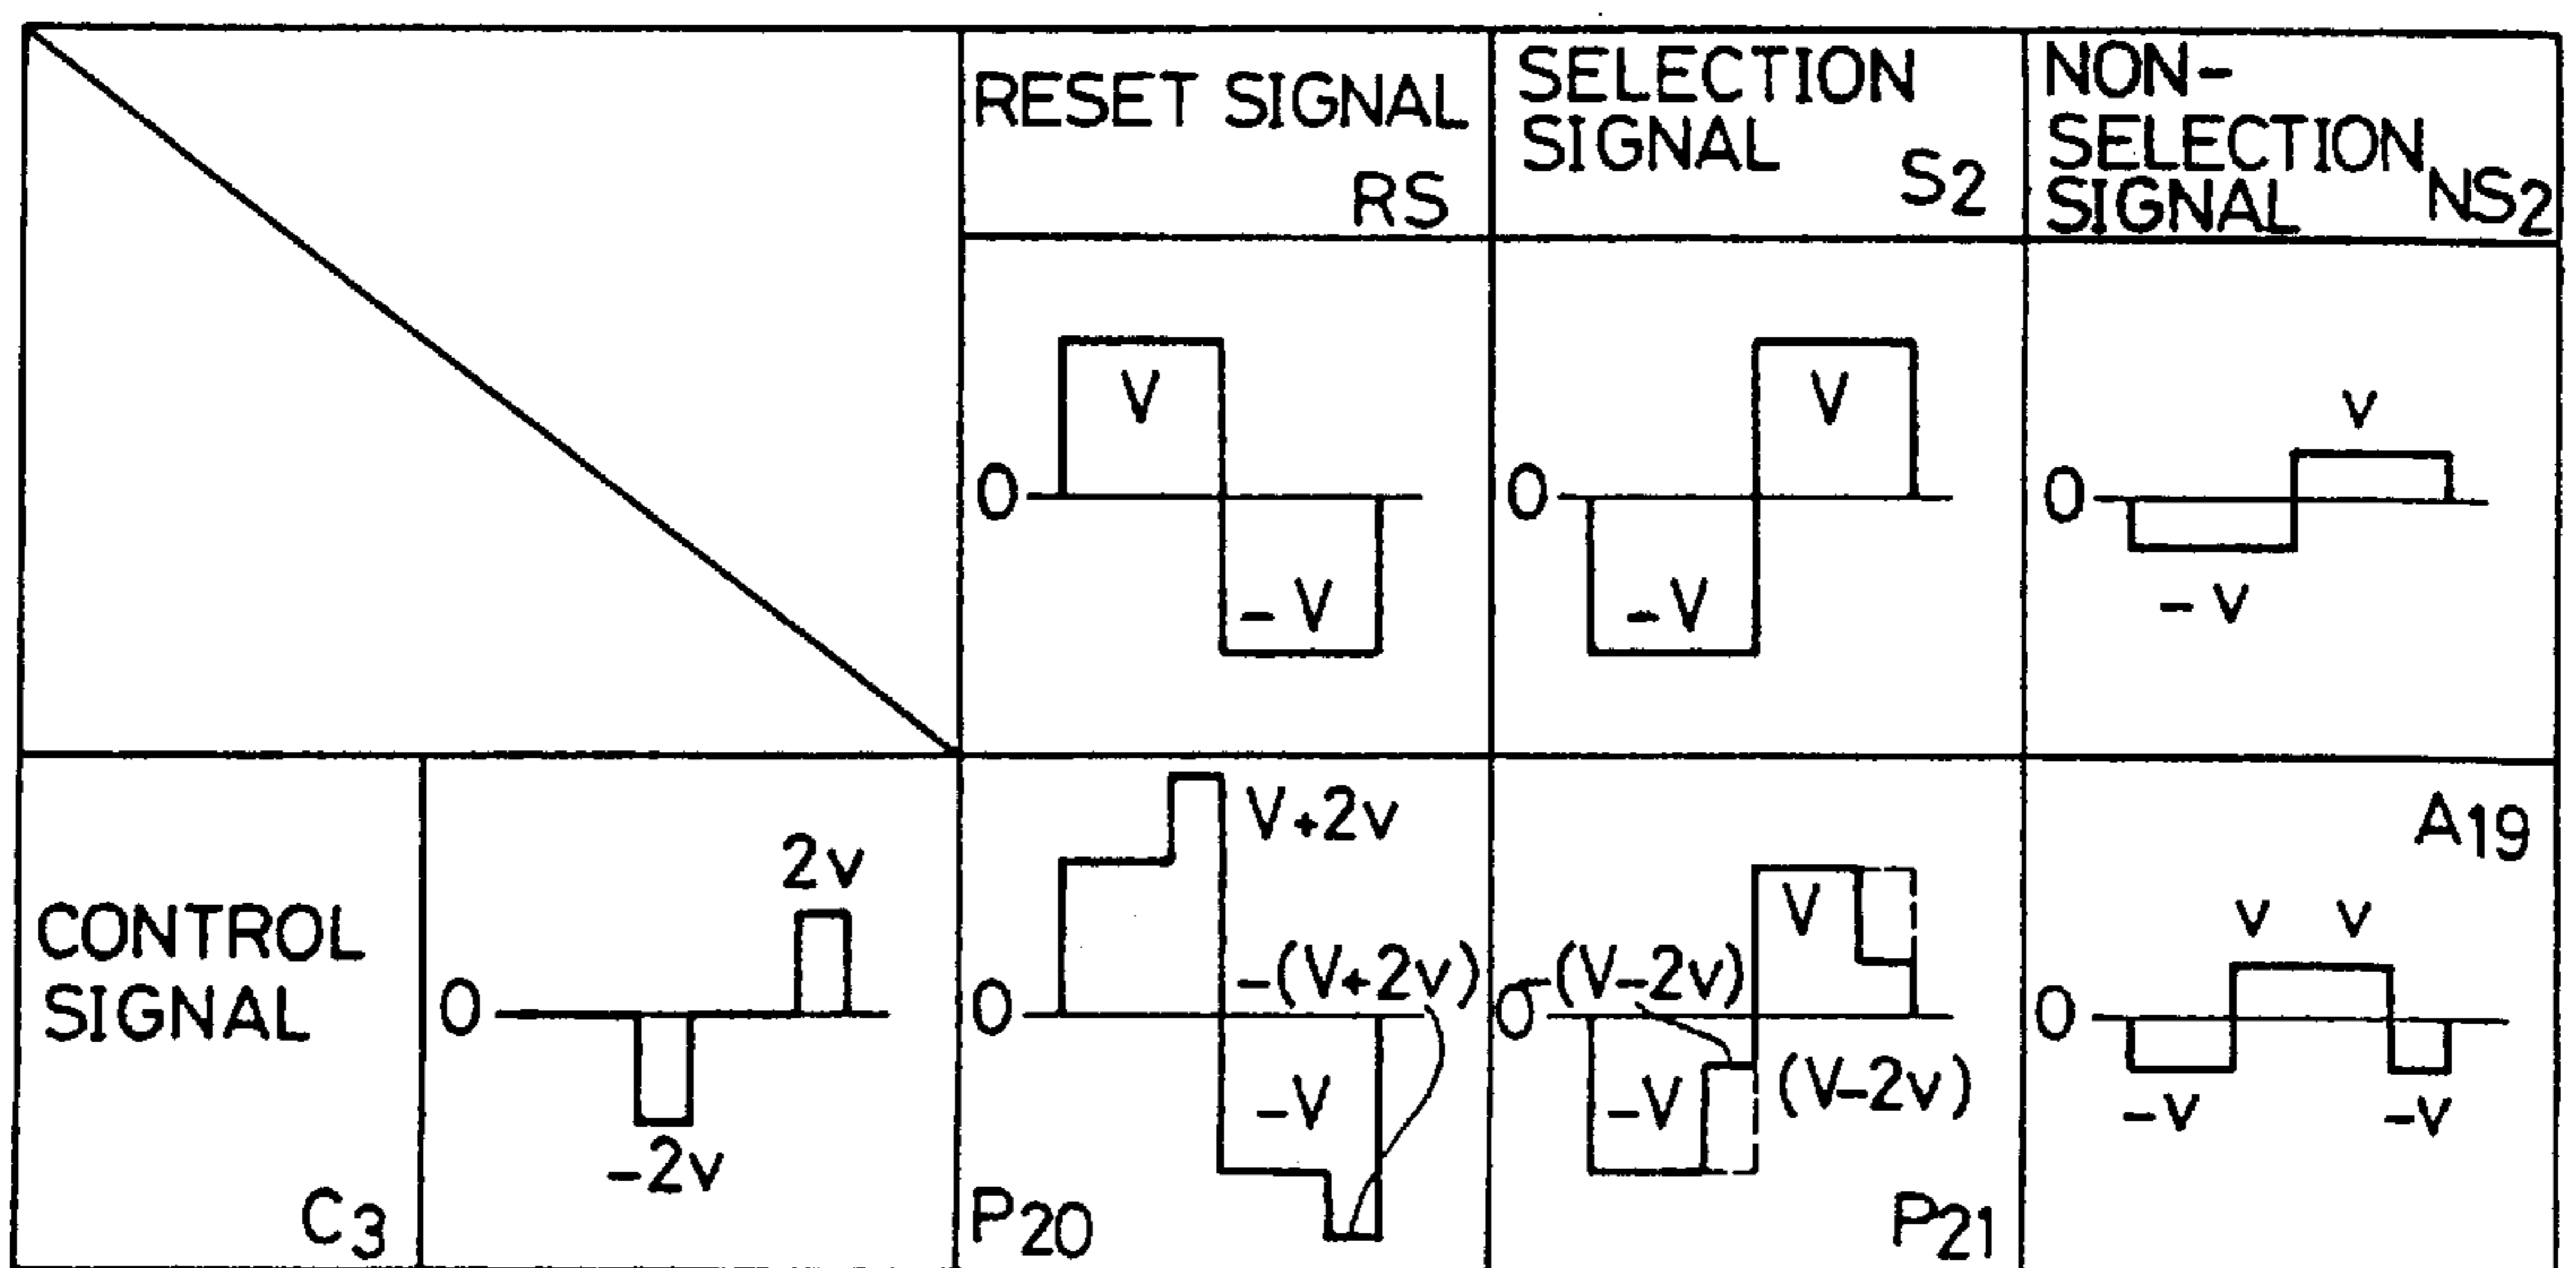 RESET SIGNAL
RS
SELECTION
SIGNAL
S2
NON-
SELECTION
SIGNAL
NS2
V
0
-V
V
0
-V
v
0
-v
CONTROL
SIGNAL
C3
2v
0
-2v
V+2v
-(V+2v)
0
-V
P20
V
-(V-2v)
0
(V-2v)
-V
P21
A19
v v
0
-v -v